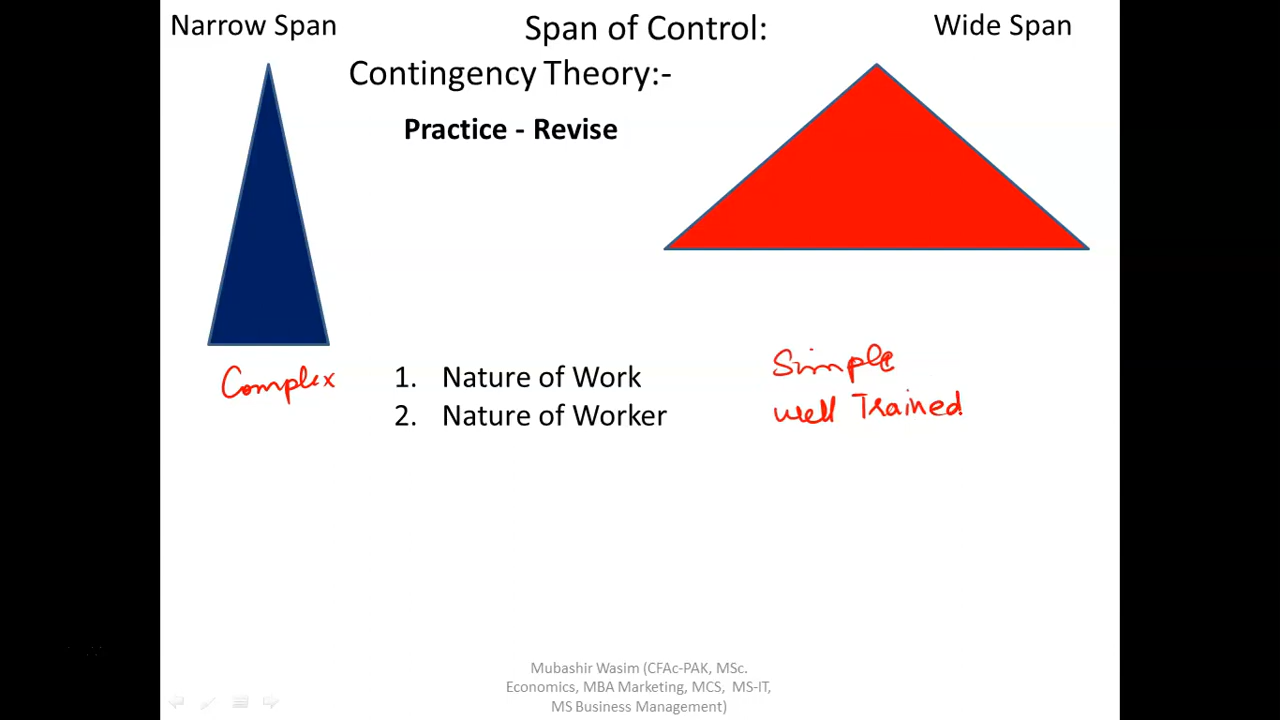 Narrow Span
Span of Control:
Wide Span
Contingency Theory:-
Practice - Revise
Complex
1. Nature of Work
Simple
2. Nature of Worker
Well Trained
Mubashir Wasim (CFAc-PAK, MSc.
Economics, MBA Marketing, MCS, MS-IT,
MS Business Management)